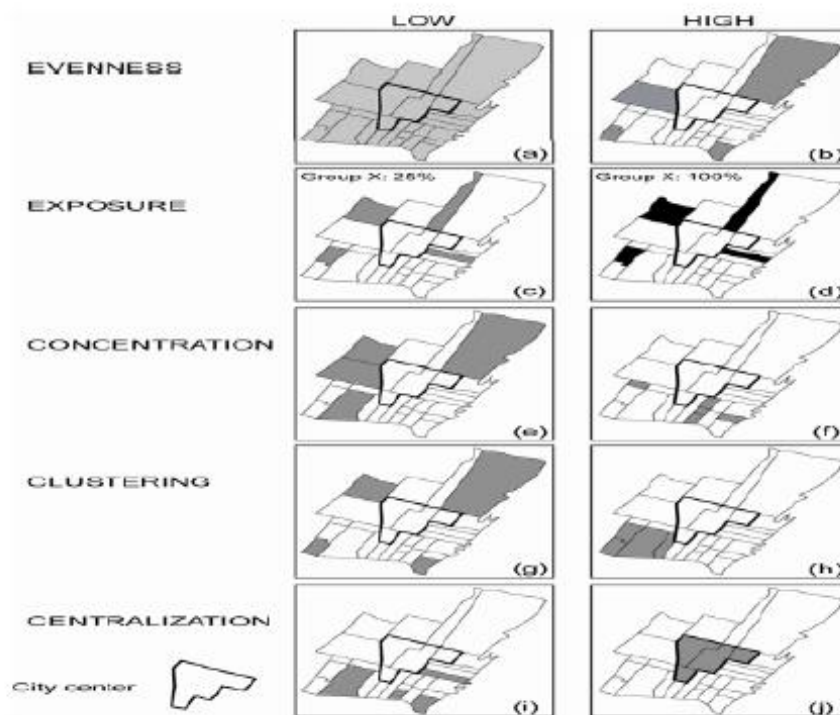 LOW HIGH
EVENNESS
(a) (b)
Group X: 25% Group X: 100%
EXPOSURE
(c) (d)
CONCENTRATION
(e) (f)
CLUSTERING
(g) (h)
CENTRALIZATION
City center
(i) (j)